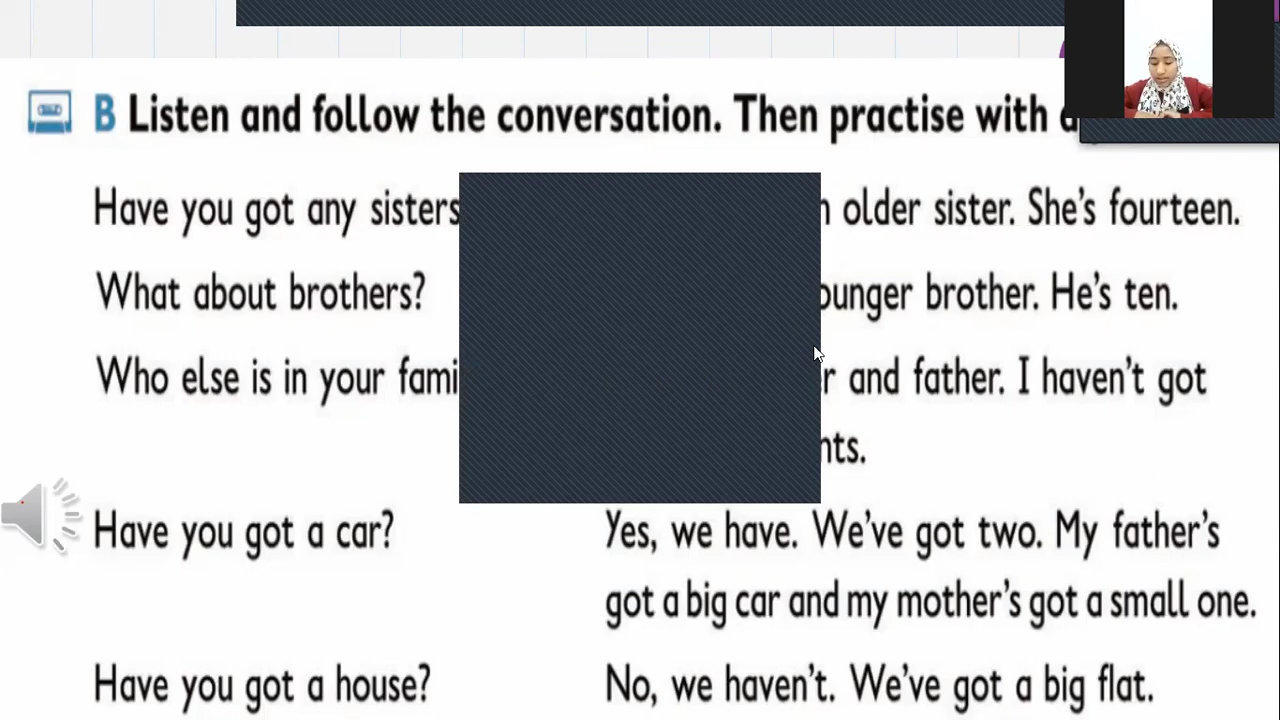 B Listen and follow the conversation. Then practise with a
Have you got any sisters older sister. She's fourteen.
What about brothers? brother. He's ten.
Who else is in your and father. I haven't got
Have you got a car? Yes, we have. We've got two. My father's
got a big car and my mother's got a small one.
Have you got a house? No, we haven't. We've got a big flat.